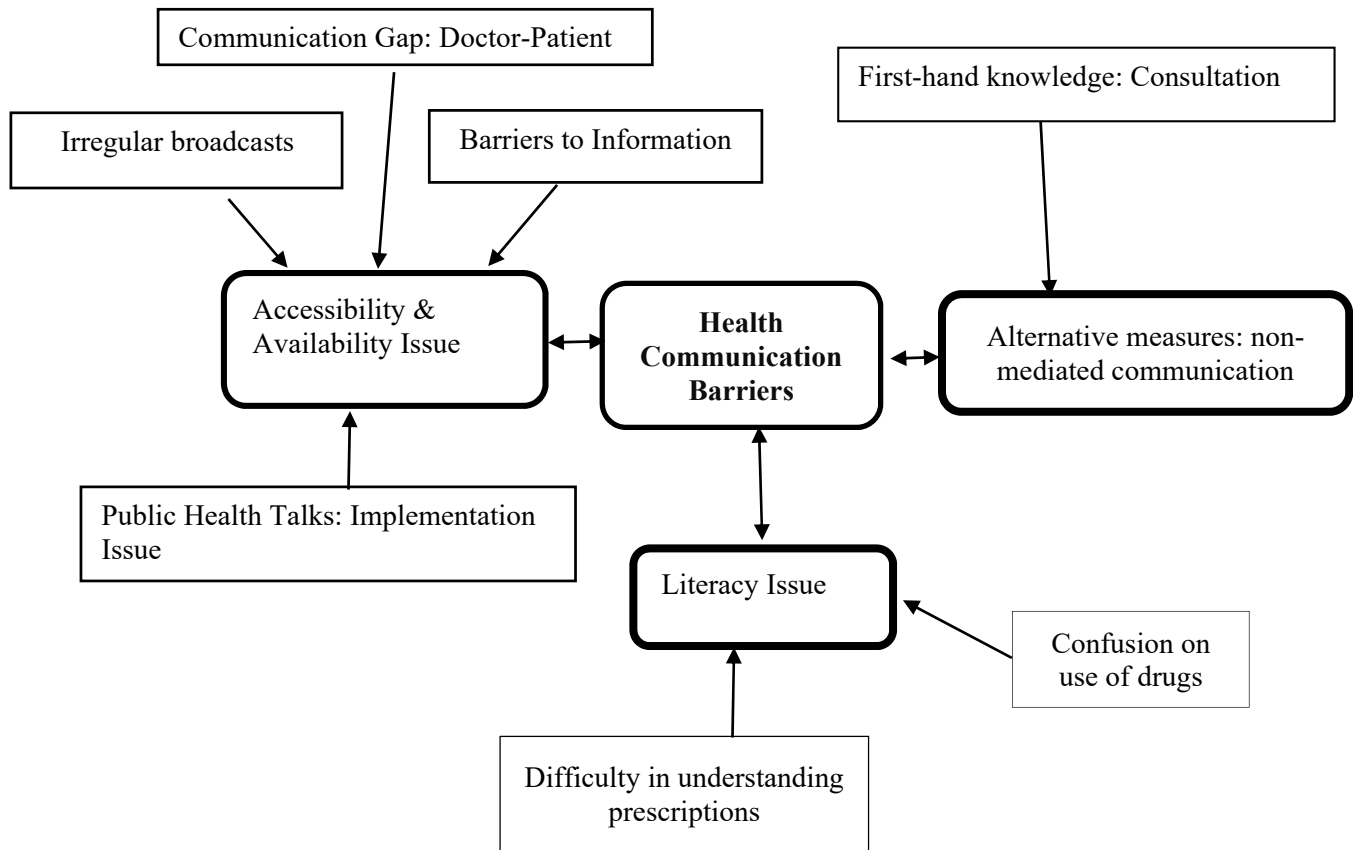 Communication Gap: Doctor-Patient
First-hand knowledge: Consultation
Irregular broadcasts
Barriers to Information
Accessibility &
Availability Issue
Health
Communication
Barriers
Alternative measures: non-
mediated communication
Public Health Talks: Implementation
Issue
Literacy Issue
Confusion on
use of drugs
Difficulty in understanding
prescriptions